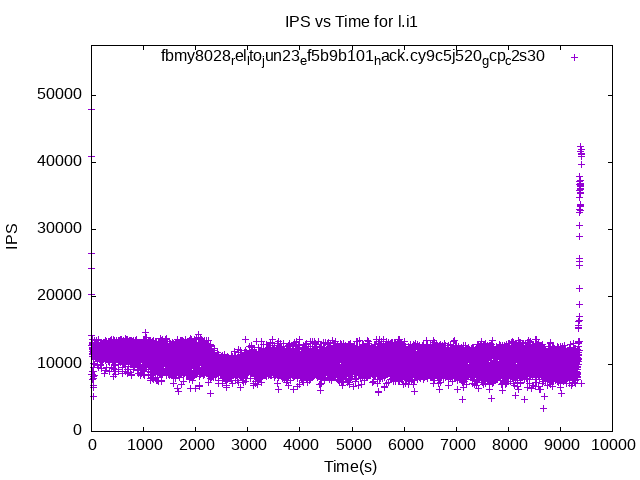 IPS vs Time for l.i1
fbmy8028relltojun23ef5b9b101hack.cy9c5j520gcpc2s30
50000
40000
30000
20000
10000
0
IPS
0 1000 2000 3000 4000 5000 6000 7000 8000 9000 10000
Time(s)